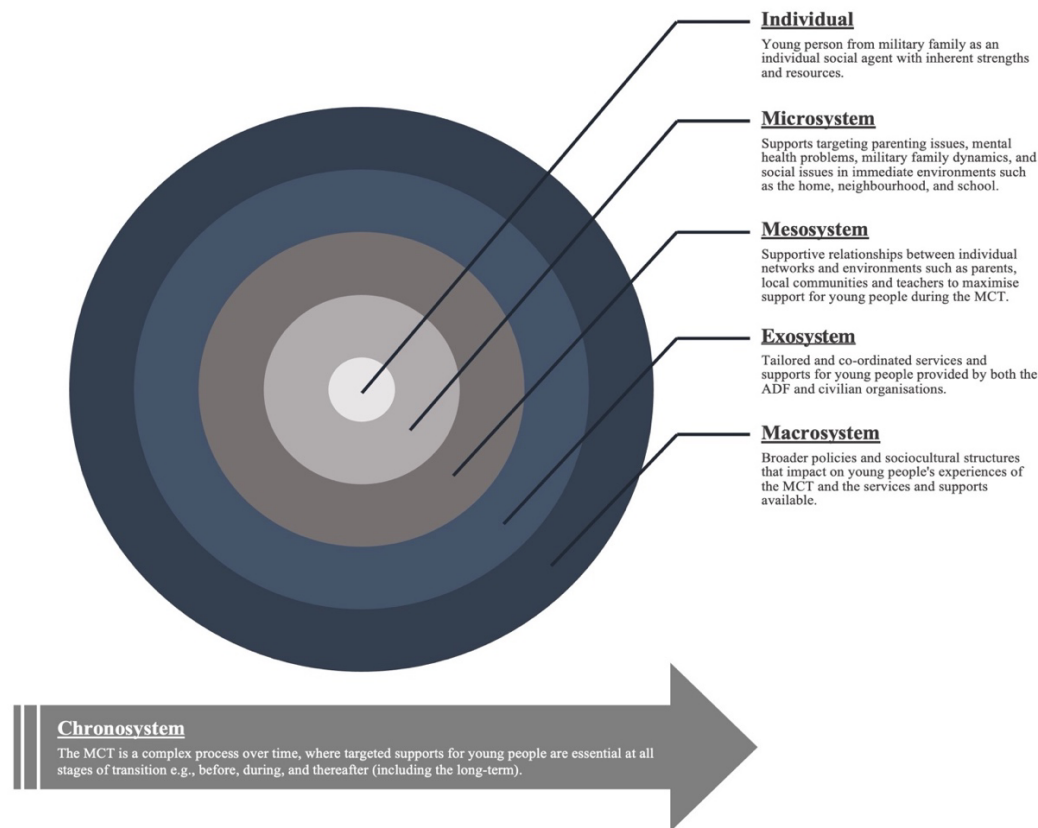 Individual
Young person from military family as an
individual social agent with inherent strengths
and resources.
Microsystem
Supports targeting parenting issues, mental
health problems, military family dynamics, and
social issues in immediate environments such
as the home, neighbourhood, and school.
Mesosystem
Supportive relationships between individual
networks and environments such as parents,
local communities and teachers to maximise
support for young people during the MCT.
Exosystem
Tailored and co-ordinated services and
supports for young people provided by both the
ADF and civilian organisations.
Macrosystem
Broader policies and sociocultural structures
that impact on young people's experiences of
the MCT and the services and supports
available.
Chronosystem
The MCT is a complex process over time, where targeted supports for young people are essential at all
stages of transition e.g., before, during, and thereafter (including the long-term).